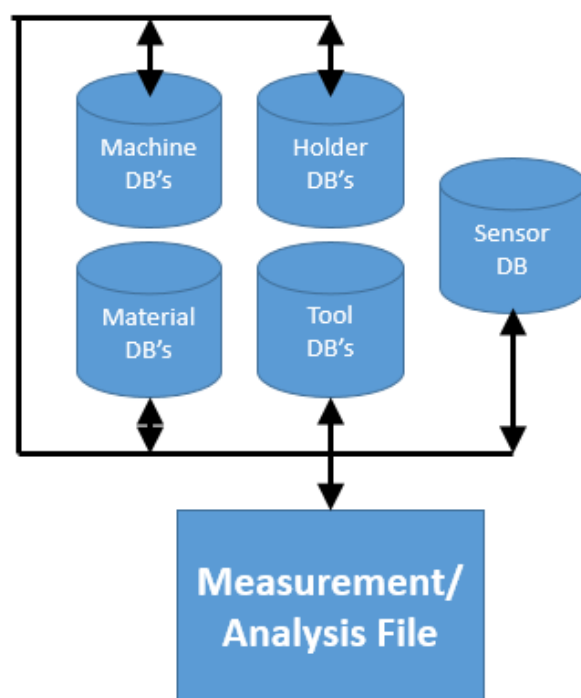 Machine
DB's
Holder
DB's
Sensor
DB
Material
DB's
Tool
DB's
Measurement/
Analysis File